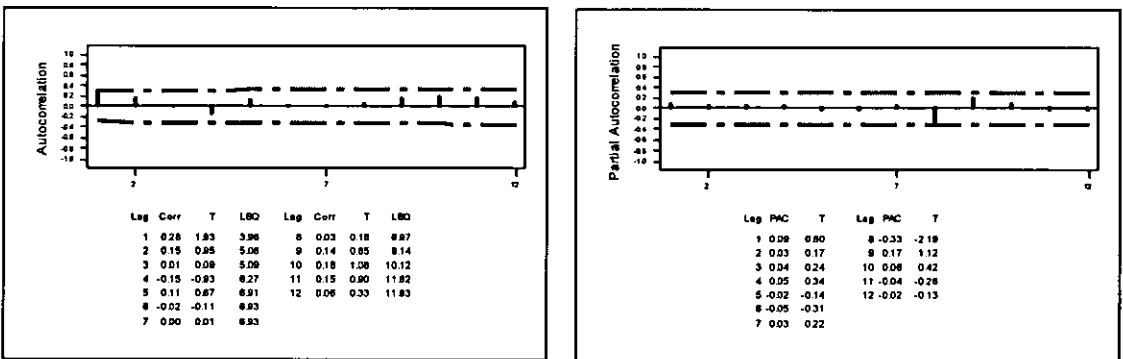 Autocorrelation
1.0
0.8
0.6
0.4
0.2
0.0
-0.2
-0.4
-0.6
-0.8
-1.0
2 7 12
Lag Corr T LBQ Lag Corr T LBQ
1 0.28 1.93 3.96 8 0.03 0.18 6.97
2 0.15 0.95 5.06 9 0.14 0.85 8.14
3 0.01 0.09 5.09 10 0.18 1.08 10.12
4 -0.15 -0.93 6.27 11 0.15 0.90 11.62
5 0.11 0.67 6.91 12 0.06 0.33 11.83
6 -0.02 -0.11 6.93
7 0.00 0.01 6.93
Partial Autocorrelation
1.0
0.8
0.6
0.4
0.2
0.0
-0.2
-0.4
-0.6
-0.8
-1.0
2 7 12
Lag PAC T Lag PAC T
1 0.09 0.60 8 -0.33 -2.19
2 0.03 0.17 9 0.17 1.12
3 0.04 0.24 10 0.06 0.42
4 0.05 0.34 11 -0.04 -0.26
5 -0.02 -0.14 12 -0.02 -0.13
6 -0.05 -0.31
7 0.03 0.22